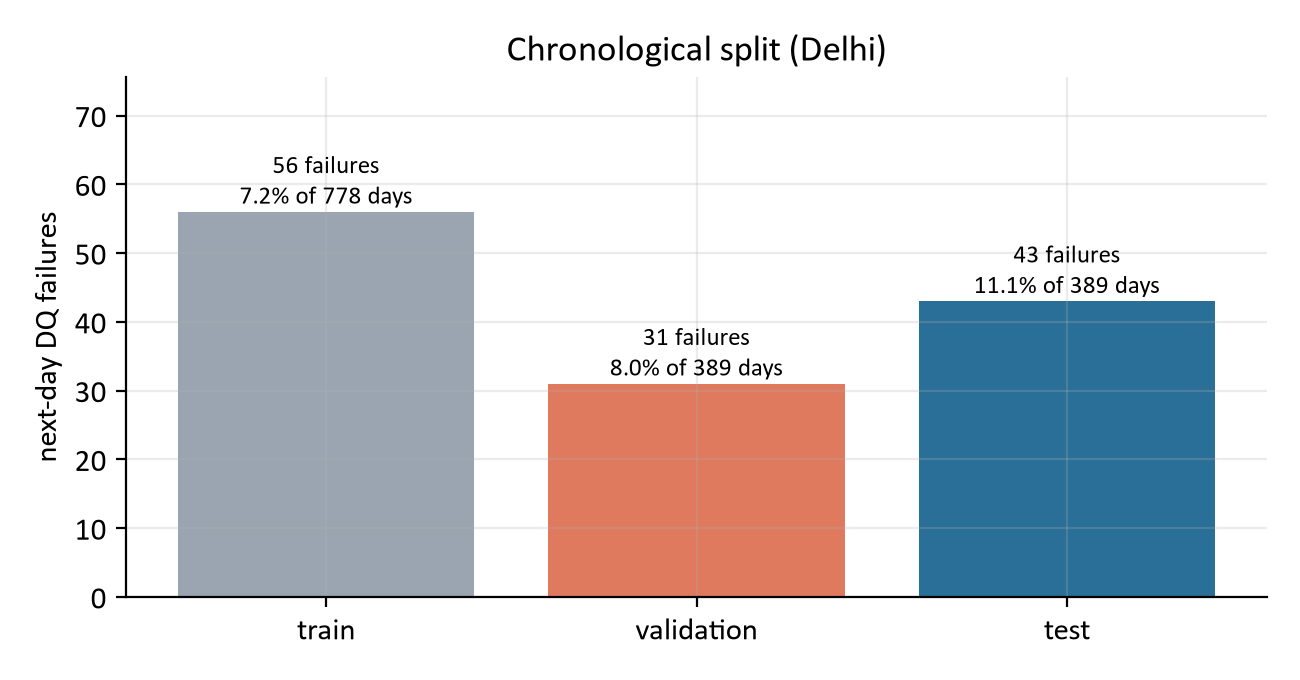 Chronological split (Delhi)
next-day DQ failures
70
60
50
40
30
20
10
0
56 failures
7.2% of 778 days
31 failures
8.0% of 389 days
43 failures
11.1% of 389 days
train
validation
test